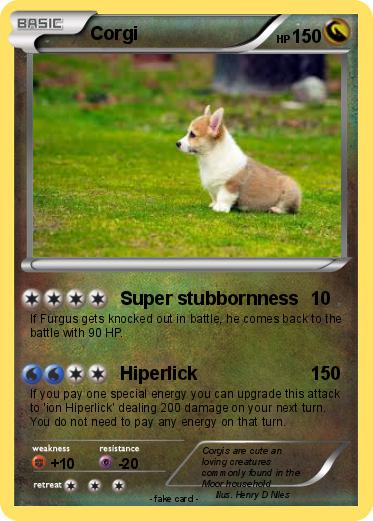 BASIC
Corgi
HP 150
Super stubbornness 10
If Furgus gets knocked out in battle, he comes back to the
battle with 90 HP.
Hiperlick 150
If you pay one special energy you can upgrade this attack
to 'ion Hiperlick' dealing 200 damage on your next turn.
You do not need to pay any energy on that turn.
weakness resistance
+10 -20
retreat
Corgis are cute an
loving creatures
commonly found in the
Moor household
Illus. Henry D Niles
- fake card -